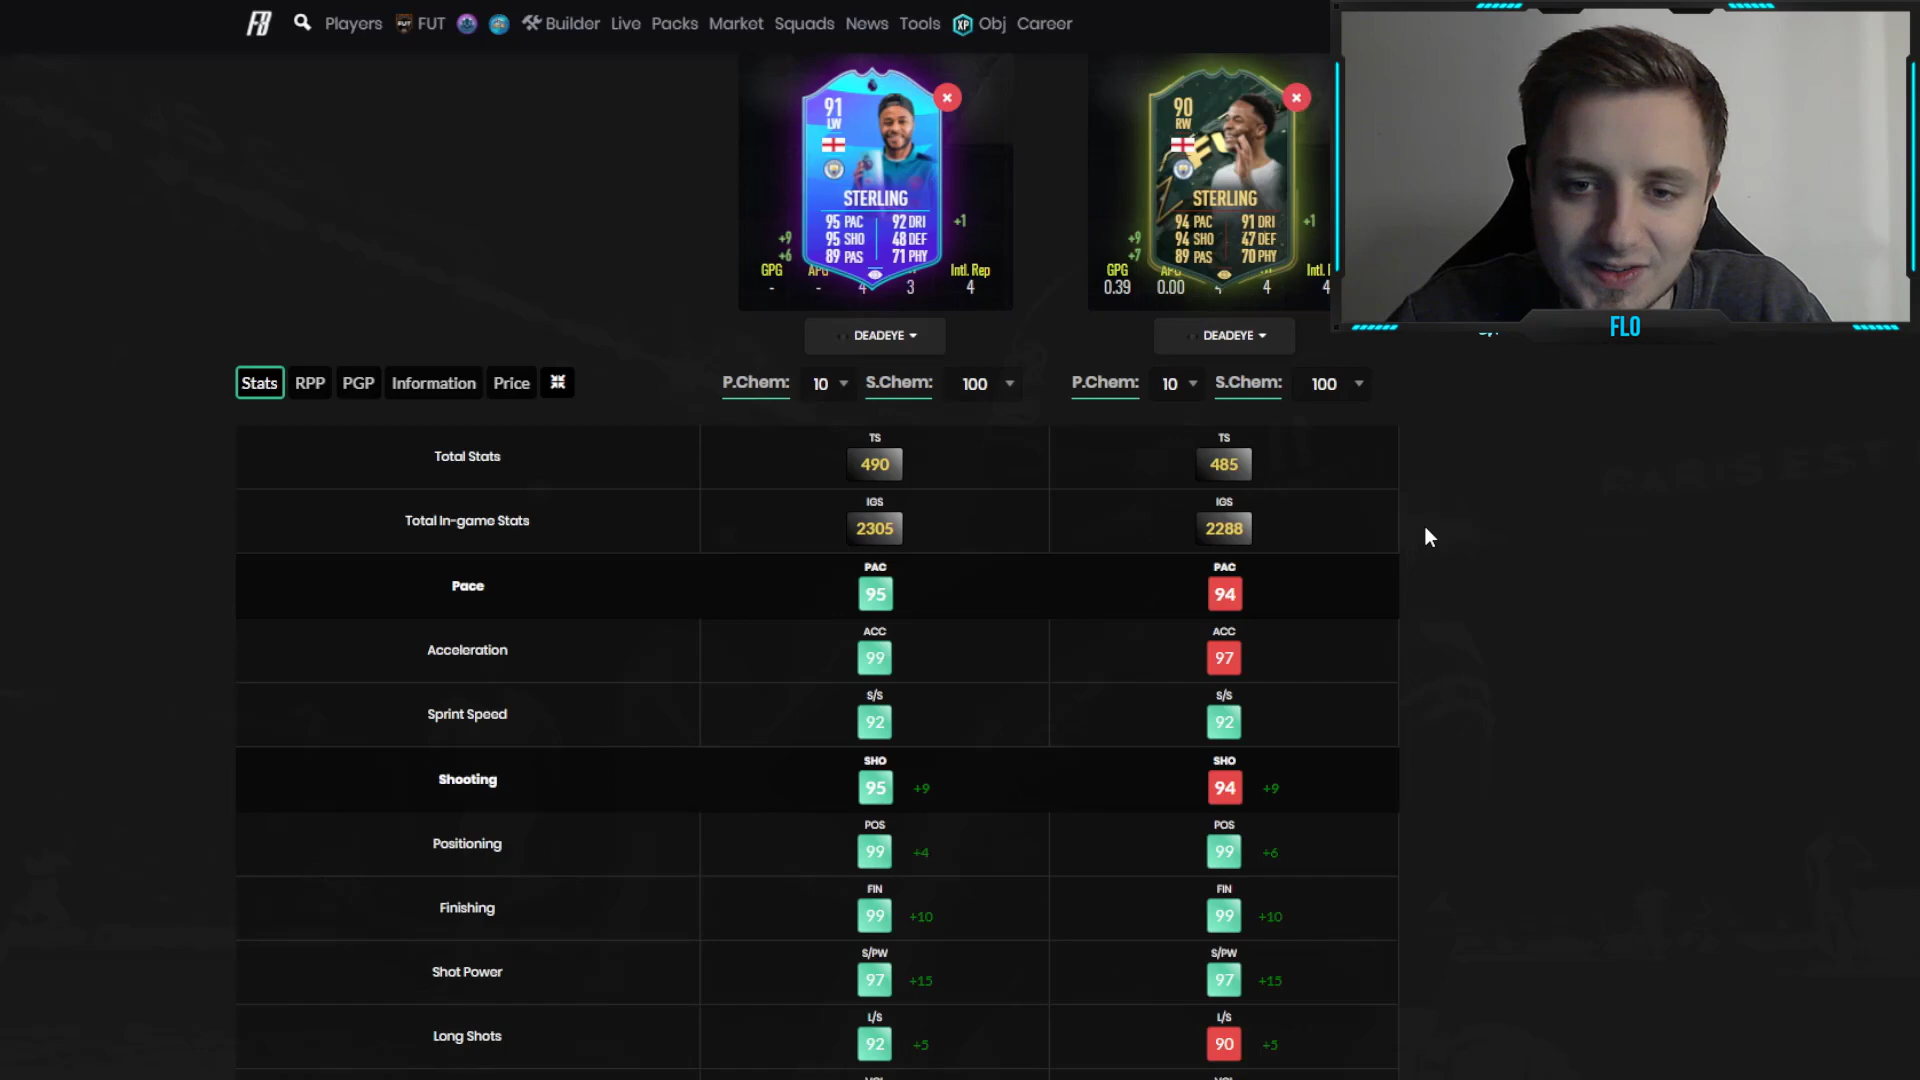 FB Players FUT Builder Live Packs Market Squads News Tools XP Obj Career
91
LW
STERLING
95 PAC 92 DRI
95 SHO 48 DEF
89 PAS 71 PHY
+9
+6
+1
GPG
Intl. Rep
- - 4 3 4
90
RW
STERLING
94 PAC 91 DRI
94 SHO 47 DEF
89 PAS 70 PHY
+9
+7
+1
GPG
Intl.
0.39 0.00 4 4
FLO
DEADEYE
DEADEYE
Stats RPP PGP Information Price
P.Chem: 10 S.Chem: 100
P.Chem: 10 S.Chem: 100
Total Stats
TS
490
TS
485
Total In-game Stats
IGS
2305
IGS
2288
Pace
PAC
95
PAC
94
Acceleration
ACC
99
ACC
97
Sprint Speed
S/S
92
S/S
92
Shooting
SHO
95 +9
SHO
94 +9
Positioning
POS
99 +4
POS
99 +6
Finishing
FIN
99 +10
FIN
99 +10
Shot Power
S/PW
97 +15
S/PW
97 +15
Long Shots
L/S
92 +5
L/S
90 +5